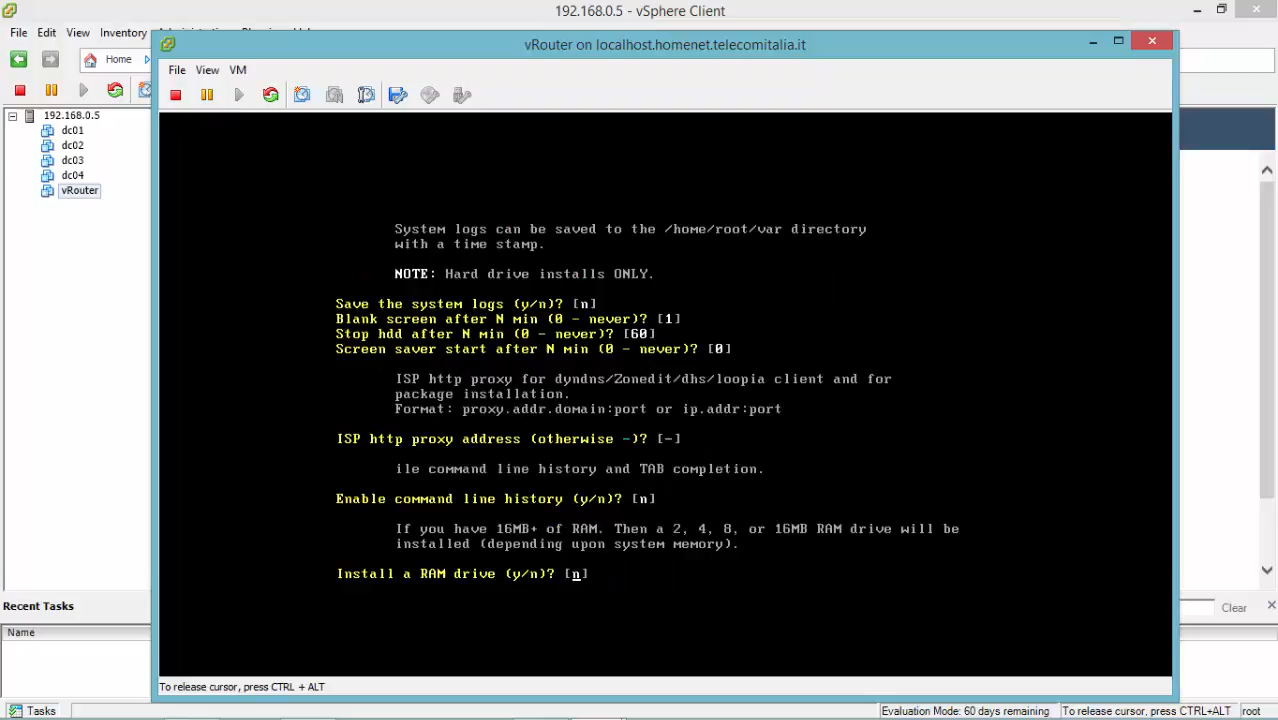 192.168.0.5 - vSphere Client
File Edit View Inventory
vRouter on localhost.homenet.telecomitalia.it
Home
File View VM
192.168.0.5
dc01
dc02
dc03
dc04
vRouter
System logs can be saved to the /home/root/var directory
with a time stamp.
NOTE: Hard drive installs ONLY.
Save the system logs (y/n)? [n]
Blank screen after N min (0 - never)? [1]
Stop hdd after N min (0 - never)? [60]
Screen saver start after N min (0 - never)? [0]
ISP http proxy for dyndns/Zonedit/dhs/loopia client and for
package installation.
Format: proxy.addr.domain:port or ip.addr:port
ISP http proxy address (otherwise -)? [-]
ile command line history and TAB completion.
Enable command line history (y/n)? [n]
If you have 16MB+ of RAM. Then a 2, 4, 8, or 16MB RAM drive will be
installed (depending upon system memory).
Install a RAM drive (y/n)? [n]
Recent Tasks
Clear
Name
To release cursor, press CTRL + ALT
Tasks
Evaluation Mode: 60 days remaining
To release cursor, press CTRL+ALT
root